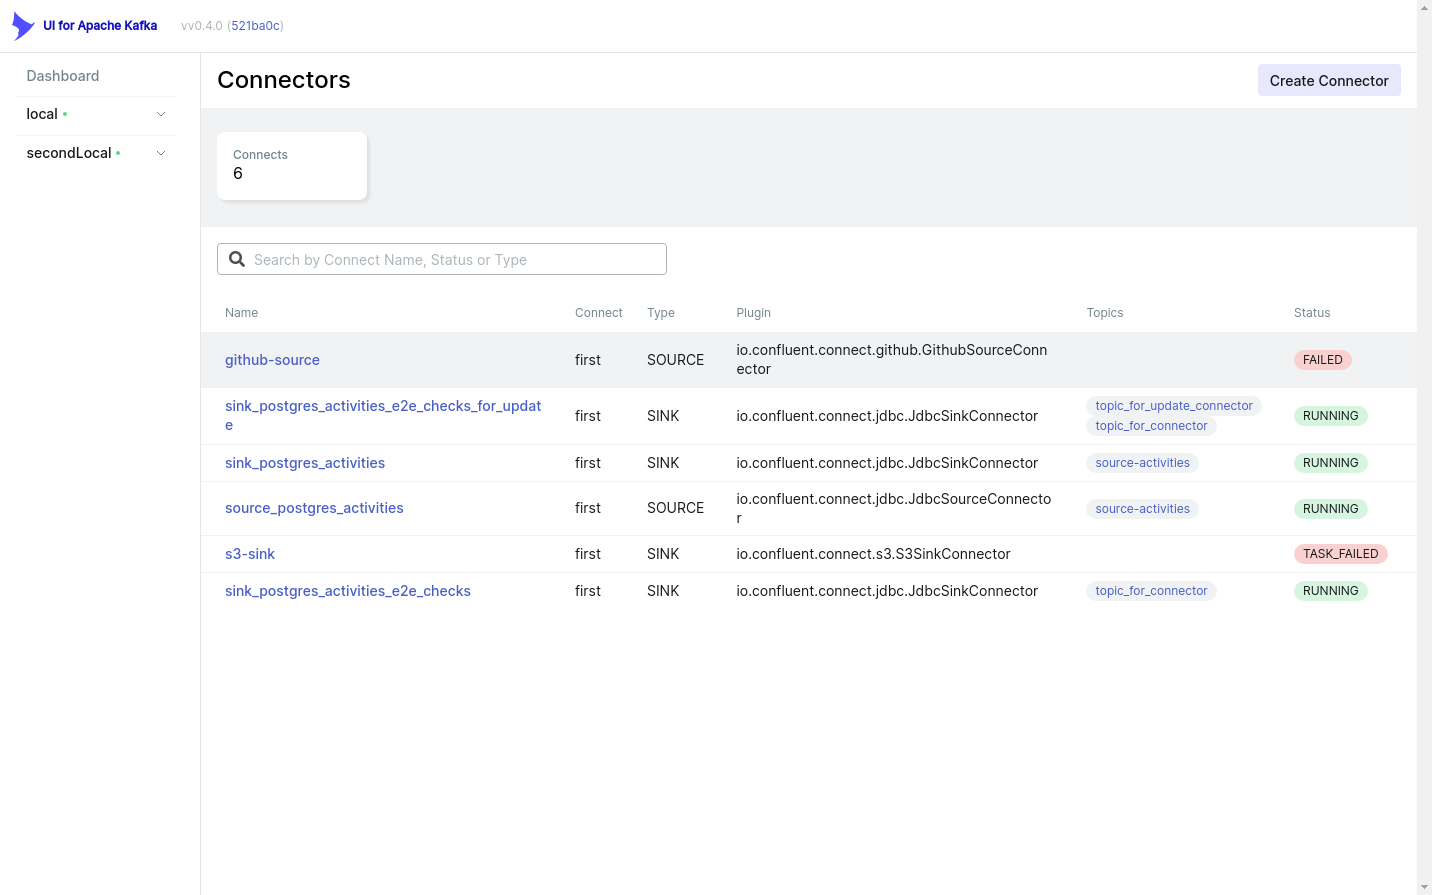 UI for Apache Kafka vv0.4.0 (521ba0c)
Dashboard
local
secondLocal
Connectors
Create Connector
Connects
6
Search by Connect Name, Status or Type
Name Connect Type Plugin Topics Status
github-source first SOURCE io.confluent.connect.github.GithubSourceConn
ector
FAILED
sink_postgres_activities_e2e_checks_for_updat
e
first SINK io.confluent.connect.jdbc.JdbcSinkConnector
topic_for_update_connector
topic_for_connector
RUNNING
sink_postgres_activities first SINK io.confluent.connect.jdbc.JdbcSinkConnector source-activities RUNNING
source_postgres_activities first SOURCE io.confluent.connect.jdbc.JdbcSourceConnecto
r
source-activities RUNNING
s3-sink first SINK io.confluent.connect.s3.S3SinkConnector TASK_FAILED
sink_postgres_activities_e2e_checks first SINK io.confluent.connect.jdbc.JdbcSinkConnector topic_for_connector RUNNING